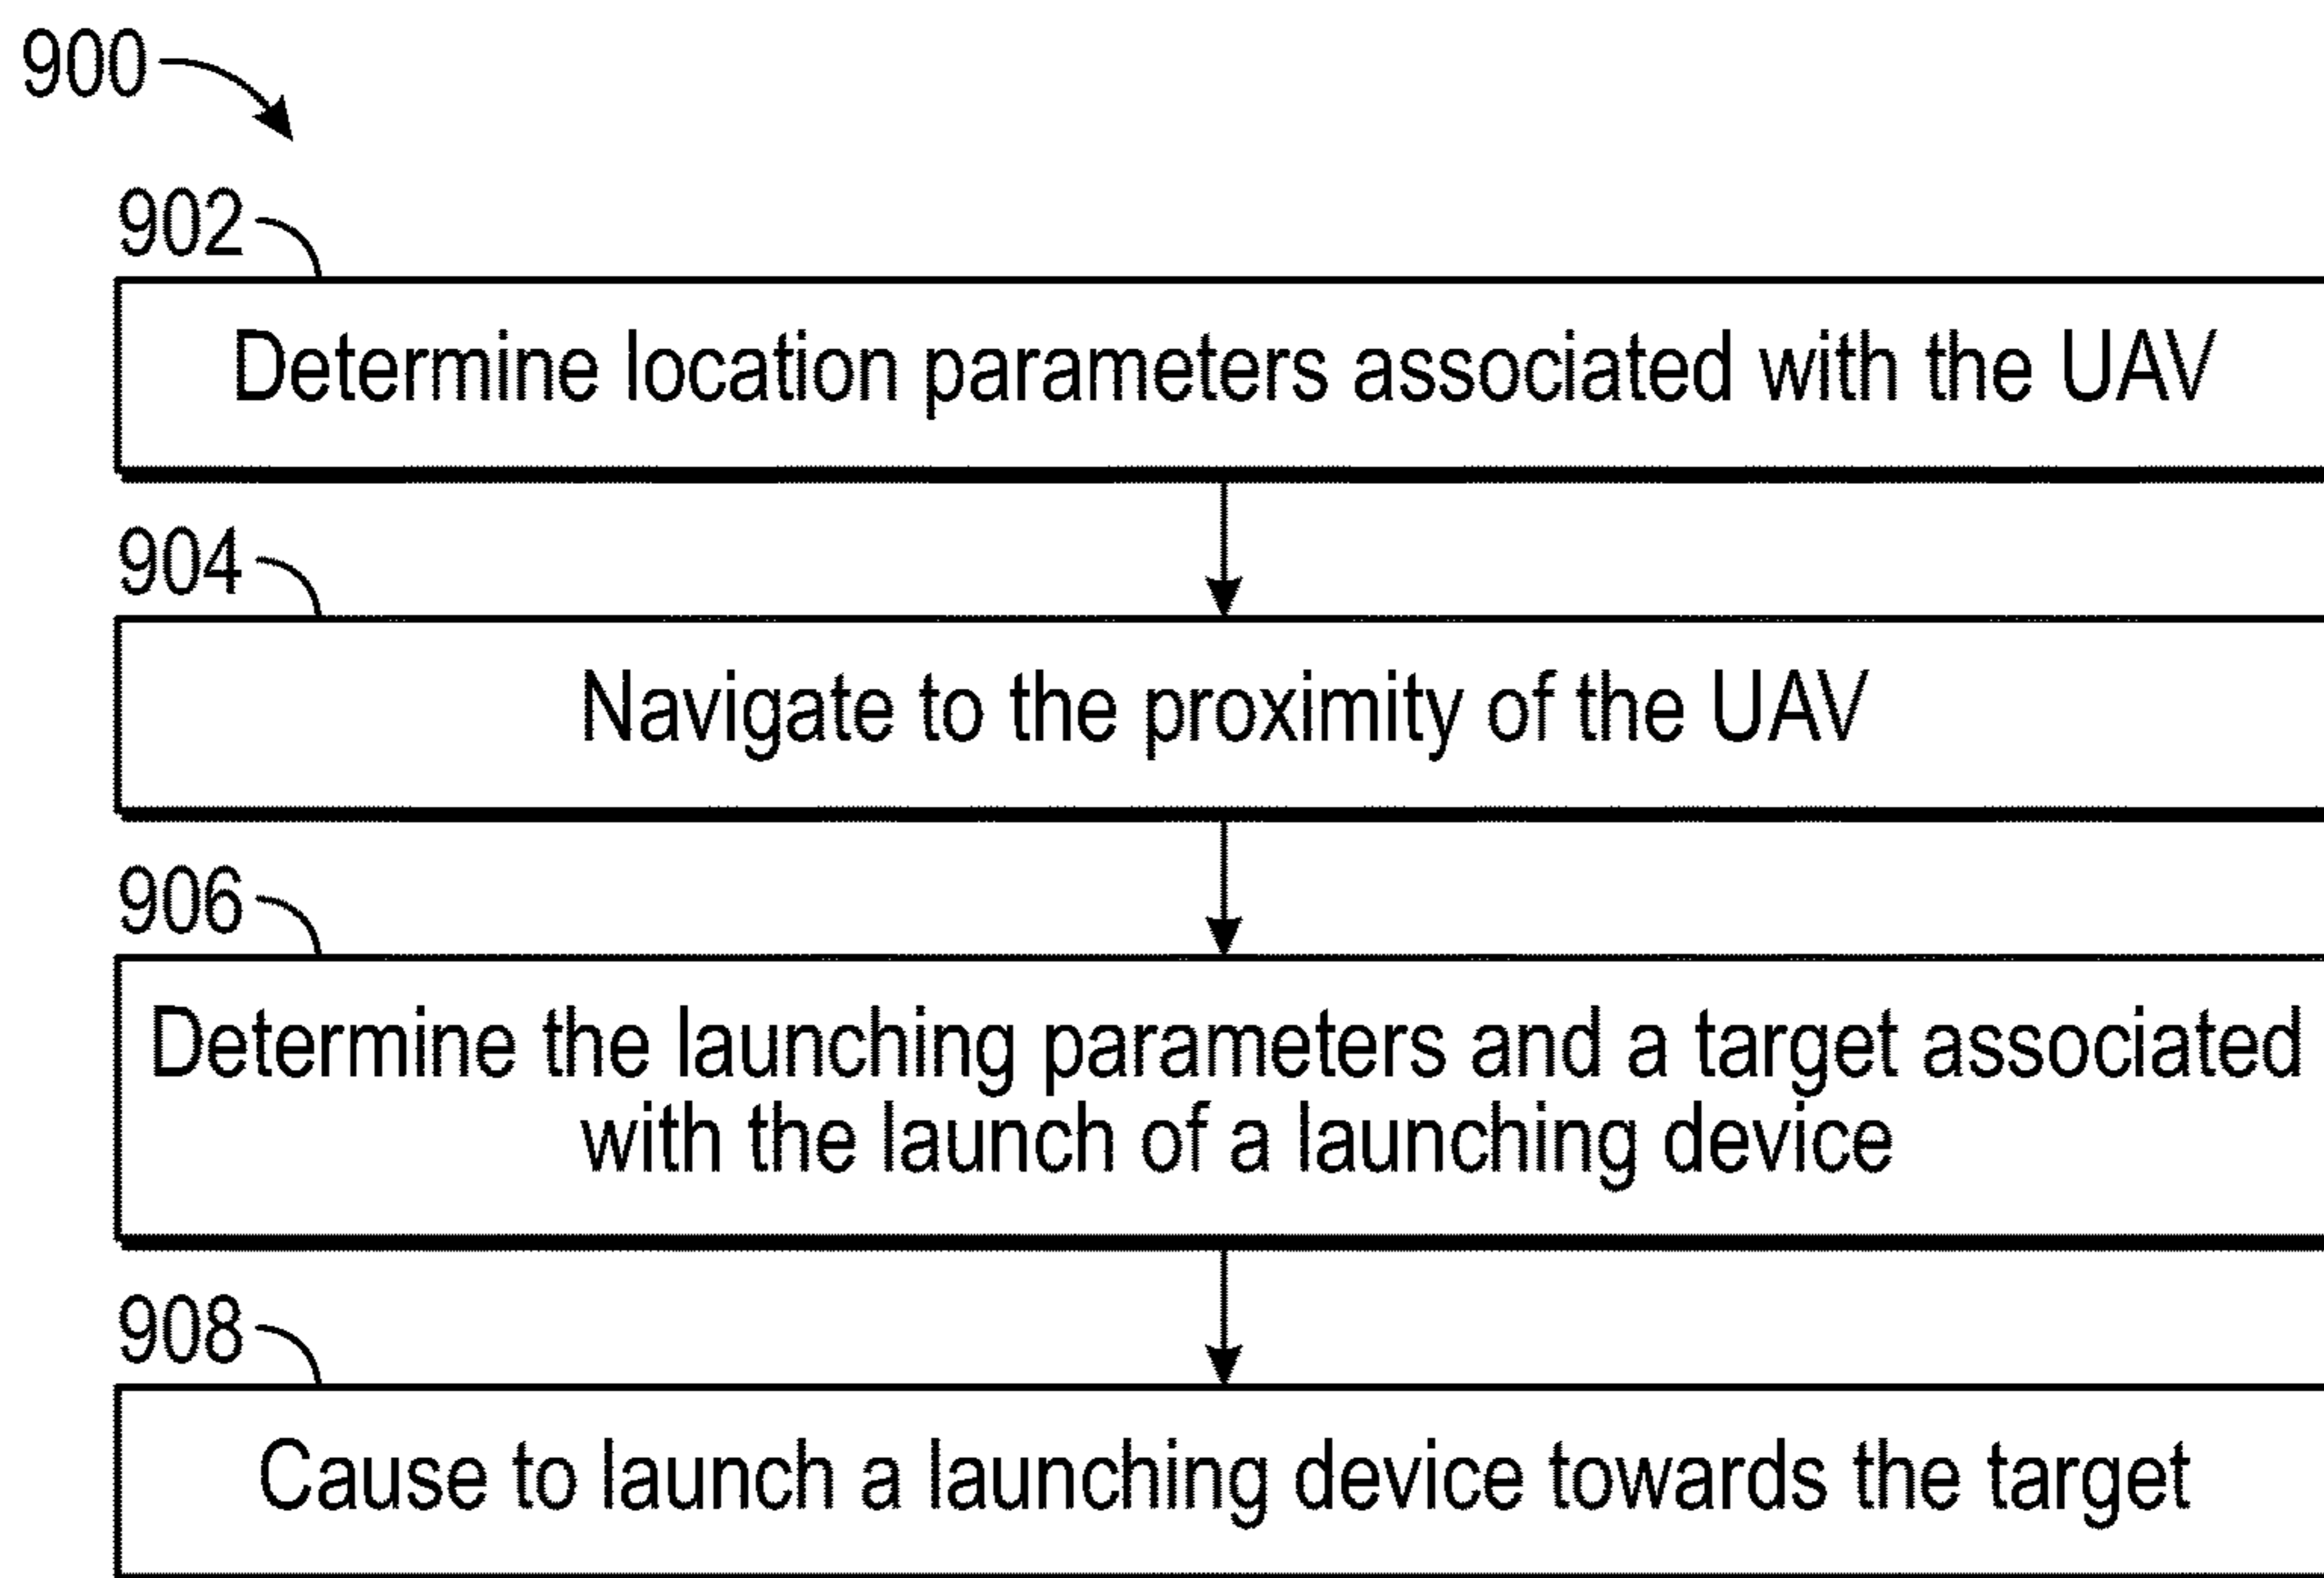 900
902
Determine location parameters associated with the UAV
904
Navigate to the proximity of the UAV
906
Determine the launching parameters and a target associated
with the launch of a launching device
908
Cause to launch a launching device towards the target